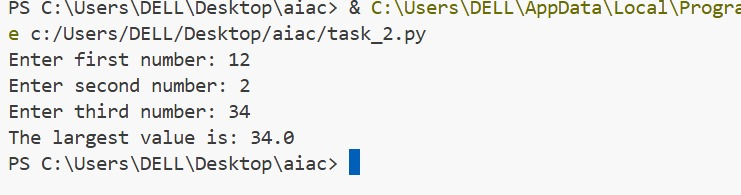 PS C:\Users\DELL\Desktop\aiac> & C:\Users\DELL\AppData\Local\Progra
e c:/Users/DELL/Desktop/aiac/task_2.py
Enter first number: 12
Enter second number: 2
Enter third number: 34
The largest value is: 34.0
PS C:\Users\DELL\Desktop\aiac>